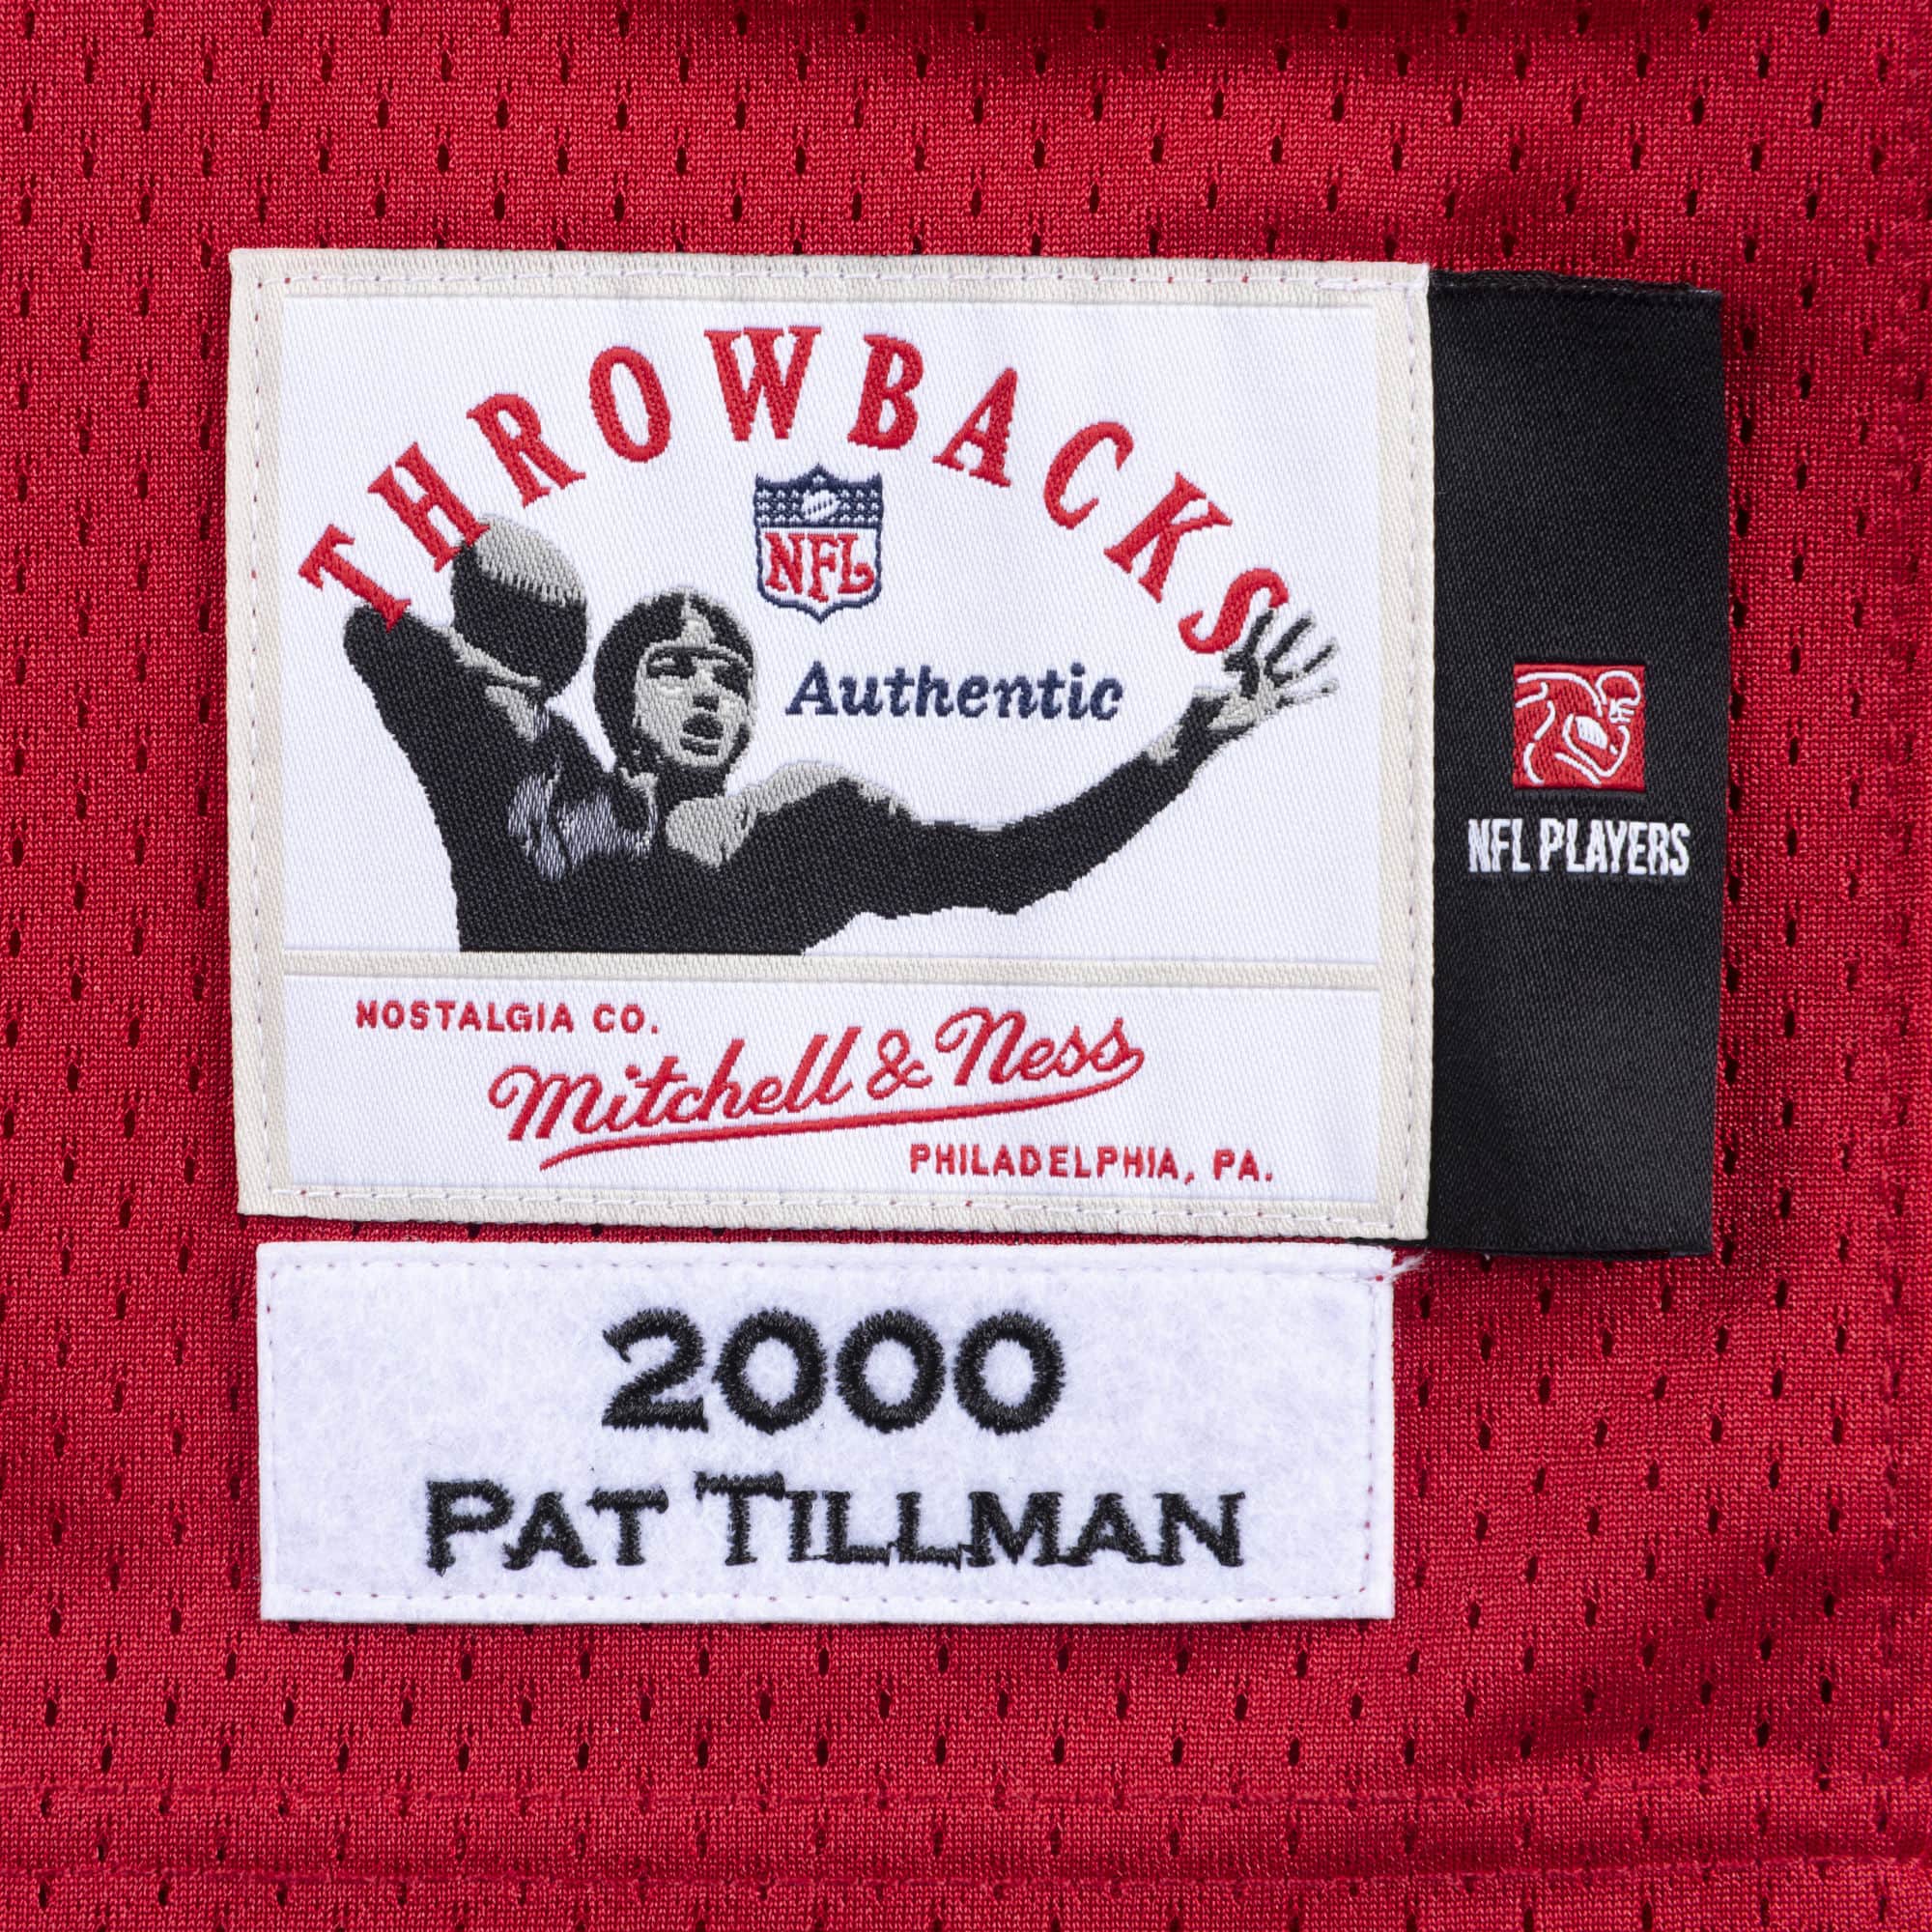 THROWBACKS
NFL
Authentic
NFL PLAYERS
NOSTALGIA CO.
Mitchell & Ness
PHILADELPHIA, PA.
2000
PAT TILLMAN